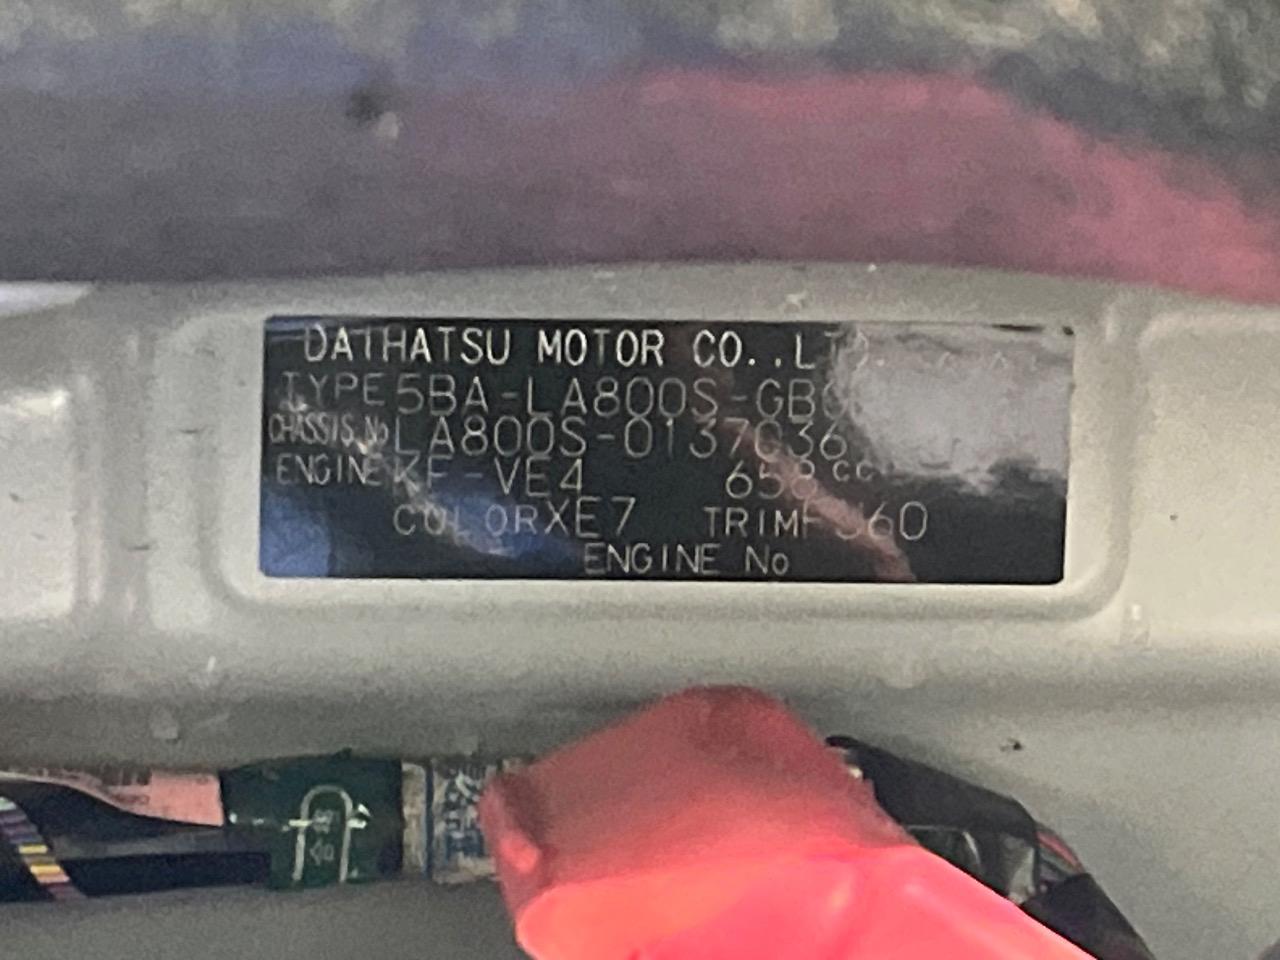 DAIHATSU MOTOR CO.,LTD.
TYPE 5BA-LA800S-
CHASSIS.No LA800S-0137036
ENGINE KF-VE4 658cc
COLOR XE7 TRIM
ENGINE No